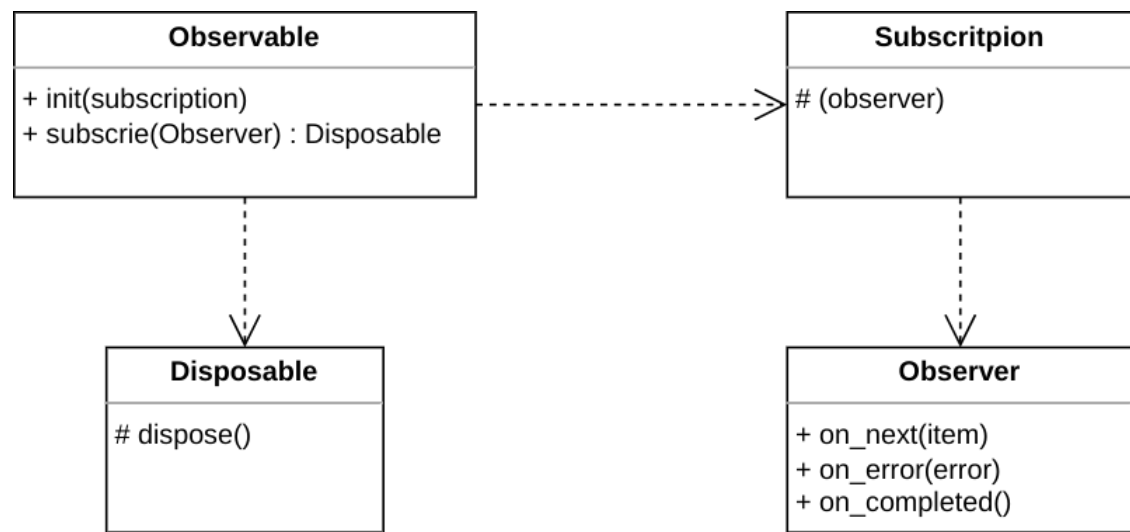 Observable
+ init(subscription)
+ subscrie(Observer) : Disposable
Subscritpion
# (observer)
Disposable
# dispose()
Observer
+ on_next(item)
+ on_error(error)
+ on_completed()